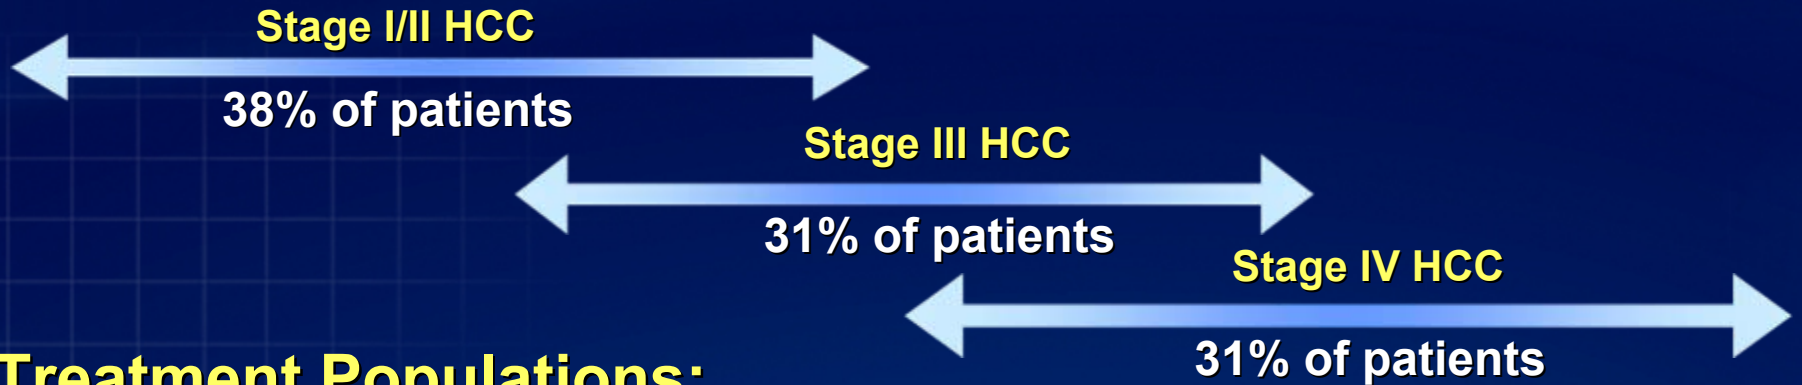 Stage I/II HCC
38% of patients
Stage III HCC
31% of patients
Stage IV HCC
31% of patients
Treatment Populations: